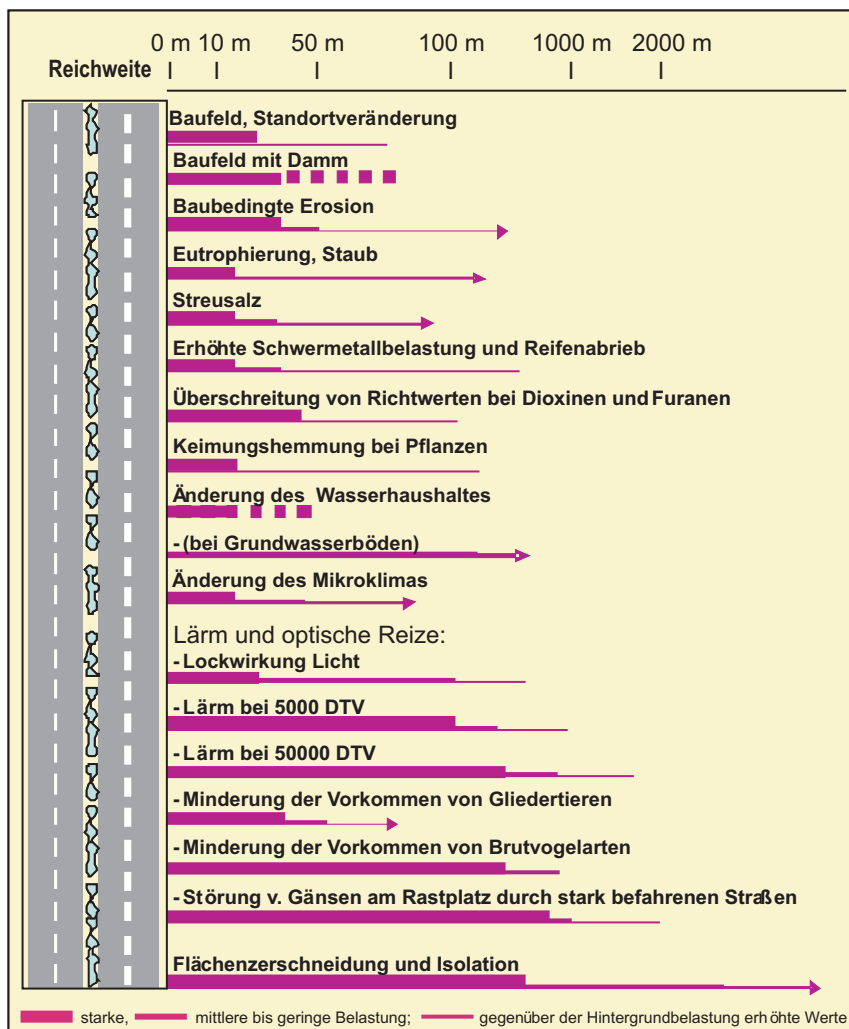 0 m 10 m 50 m 100 m 1000 m 2000 m
Reichweite
Baufeld, Standortveränderung
Baufeld mit Damm
Baubedingte Erosion
Eutrophierung, Staub
Streusalz
Erhöhte Schwermetallbelastung und Reifenabrieb
Überschreitung von Richtwerten bei Dioxinen und Furanen
Keimungshemmung bei Pflanzen
Änderung des Wasserhaushaltes
- (bei Grundwasserböden)
Änderung des Mikroklimas
Lärm und optische Reize:
- Lockwirkung Licht
- Lärm bei 5000 DTV
- Lärm bei 50000 DTV
- Minderung der Vorkommen von Gliedertieren
- Minderung der Vorkommen von Brutvogelarten
- Störung v. Gänsen am Rastplatz durch stark befahrenen Straßen
Flächenzerschneidung und Isolation
starke, mittlere bis geringe Belastung; gegenüber der Hintergrundbelastung erhöhte Werte